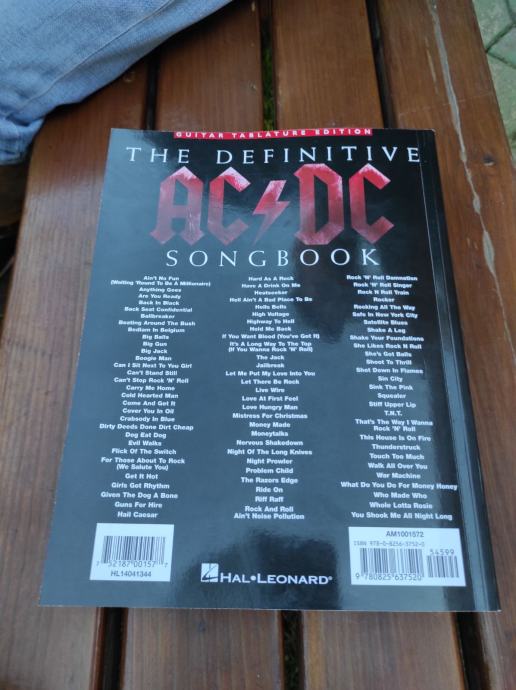 GUITAR TABLATURE EDITION
THE DEFINITIVE
AC DC
SONGBOOK
Ain't No Fun
(Waiting 'Round To Be A Millionaire)
Anything Goes
Are You Ready
Back In Black
Back Seat Confidential
Ballbreaker
Beating Around The Bush
Bedlam In Belgium
Big Balls
Big Gun
Big Jack
Boogie Man
Can I Sit Next To You Girl
Can't Stand Still
Can't Stop Rock 'N' Roll
Carry Me Home
Cold Hearted Man
Come And Get It
Cover You In Oil
Crabsody In Blue
Dirty Deeds Done Dirt Cheap
Dog Eat Dog
Evil Walks
Flick Of The Switch
For Those About To Rock
(We Salute You)
Get It Hot
Girls Got Rhythm
Given The Dog A Bone
Guns For Hire
Hail Caesar
Hard As A Rock
Have A Drink On Me
Heatseeker
Hell Ain't A Bad Place To Be
Hells Bells
High Voltage
Highway To Hell
Hold Me Back
If You Want Blood (You've Got It)
It's A Long Way To The Top
(If You Wanna Rock 'N' Roll)
The Jack
Jailbreak
Let Me Put My Love Into You
Let There Be Rock
Live Wire
Love At First Feel
Love Hungry Man
Mistress For Christmas
Money Made
Moneytalks
Nervous Shakedown
Night Of The Long Knives
Night Prowler
Problem Child
The Razors Edge
Ride On
Riff Raff
Rock And Roll
Ain't Noise Pollution
Rock 'N' Roll Damnation
Rock 'N' Roll Singer
Rock N Roll Train
Rocker
Rocking All The Way
Safe In New York City
Satellite Blues
Shake A Leg
Shake Your Foundations
She Likes Rock N Roll
She's Got Balls
Shoot To Thrill
Shot Down In Flames
Sin City
Sink The Pink
Squealer
Stiff Upper Lip
T.N.T.
That's The Way I Wanna
Rock 'N' Roll
This House Is On Fire
Thunderstruck
Touch Too Much
Walk All Over You
War Machine
What Do You Do For Money Honey
Who Made Who
Whole Lotta Rosie
You Shook Me All Night Long
7 52187 00157 7
HL14041344
HAL•LEONARD®
AM1001572
ISBN 978-0-8256-3752-0
54599
9 780825 637520